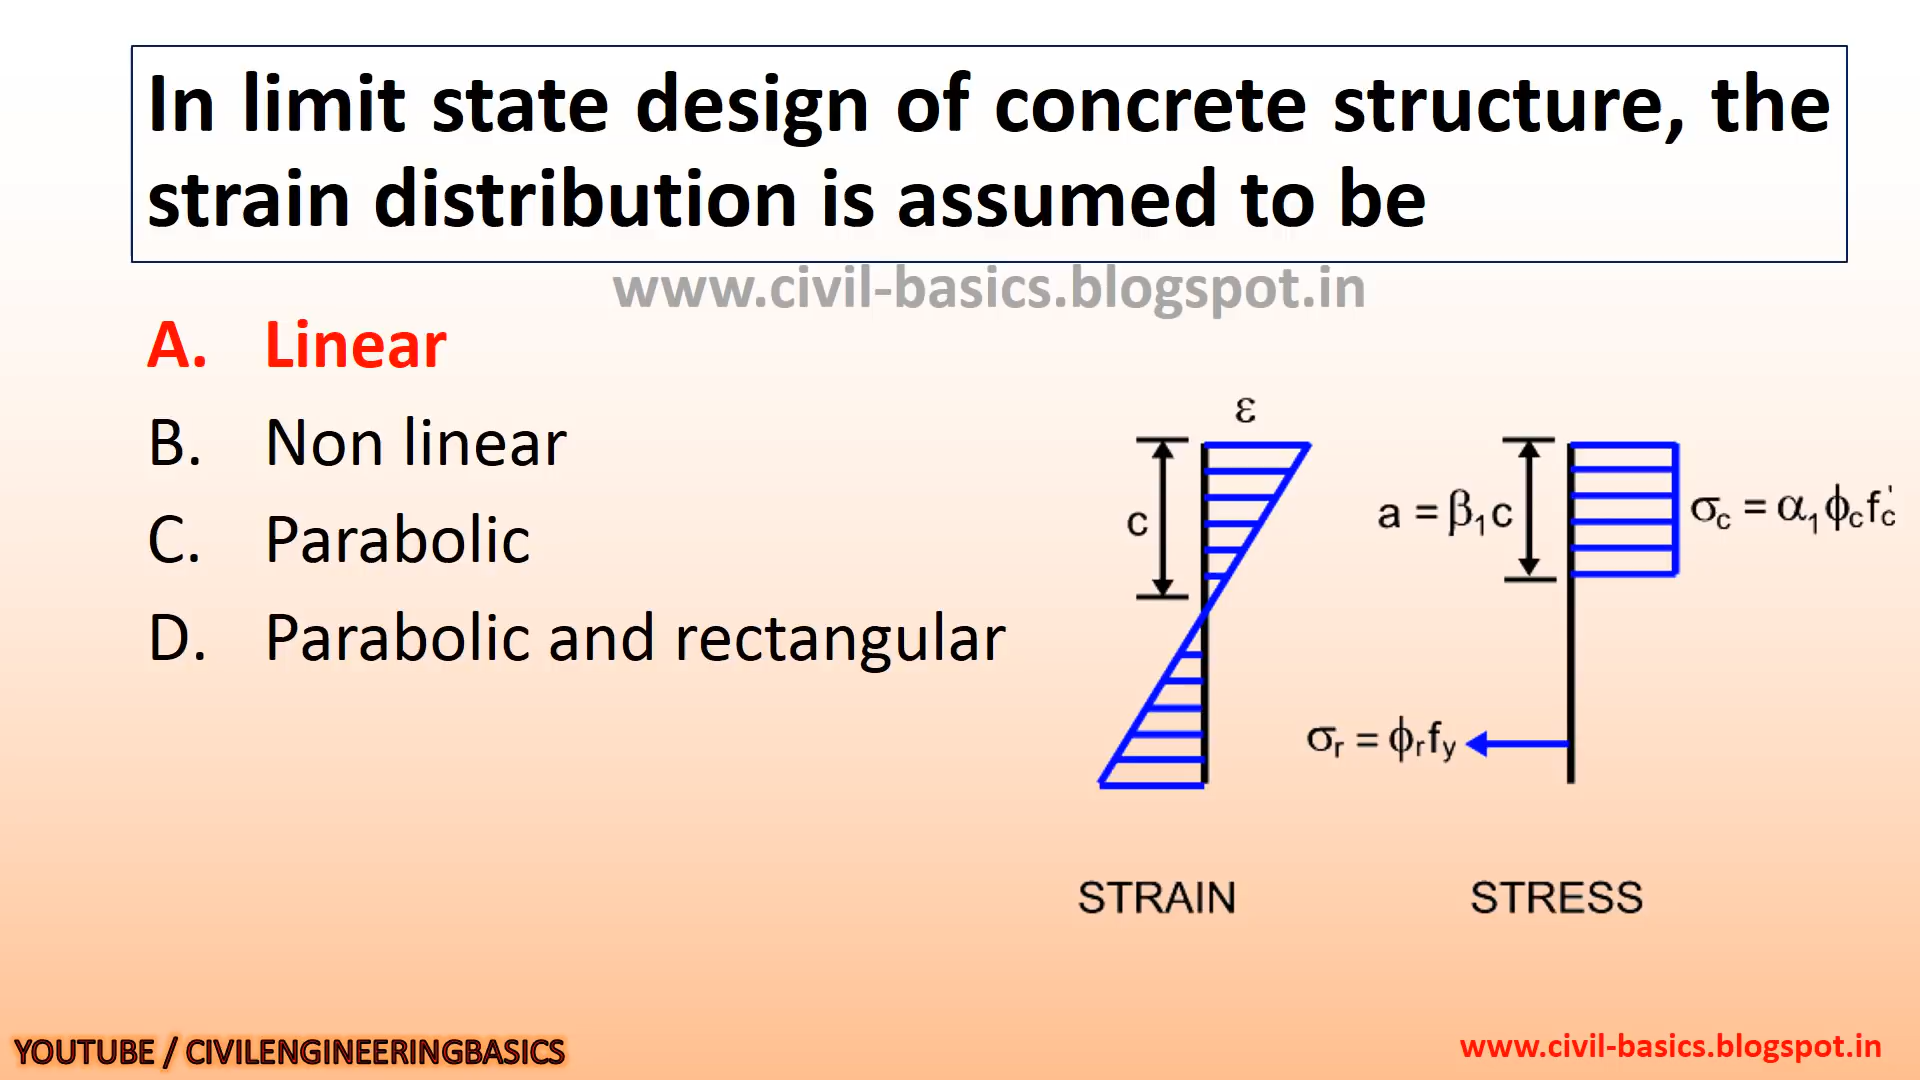 In limit state design of concrete structure, the
strain distribution is assumed to be
www.civil-basics.blogspot.in
A. Linear
B. Non linear
C. Parabolic
D. Parabolic and rectangular
ε
c
a = β₁c
σc = α₁ϕcf'c
σr = ϕrfy
STRAIN
STRESS
YOUTUBE / CIVILENGINEERINGBASICS
www.civil-basics.blogspot.in